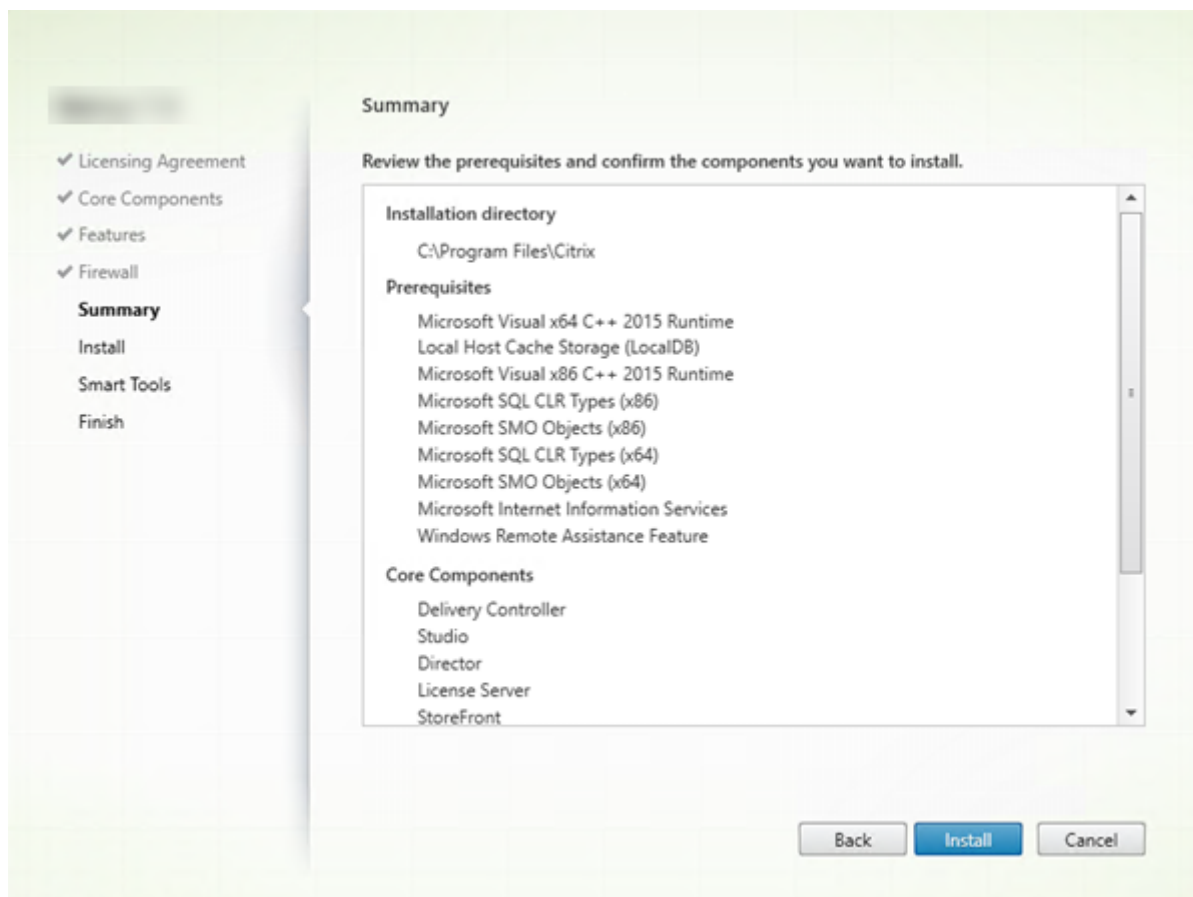 Summary
✔ Licensing Agreement
✔ Core Components
✔ Features
✔ Firewall
Summary
Install
Smart Tools
Finish
Review the prerequisites and confirm the components you want to install.
Installation directory
C:\Program Files\Citrix
Prerequisites
Microsoft Visual x64 C++ 2015 Runtime
Local Host Cache Storage (LocalDB)
Microsoft Visual x86 C++ 2015 Runtime
Microsoft SQL CLR Types (x86)
Microsoft SMO Objects (x86)
Microsoft SQL CLR Types (x64)
Microsoft SMO Objects (x64)
Microsoft Internet Information Services
Windows Remote Assistance Feature
Core Components
Delivery Controller
Studio
Director
License Server
StoreFront
Back
Install
Cancel